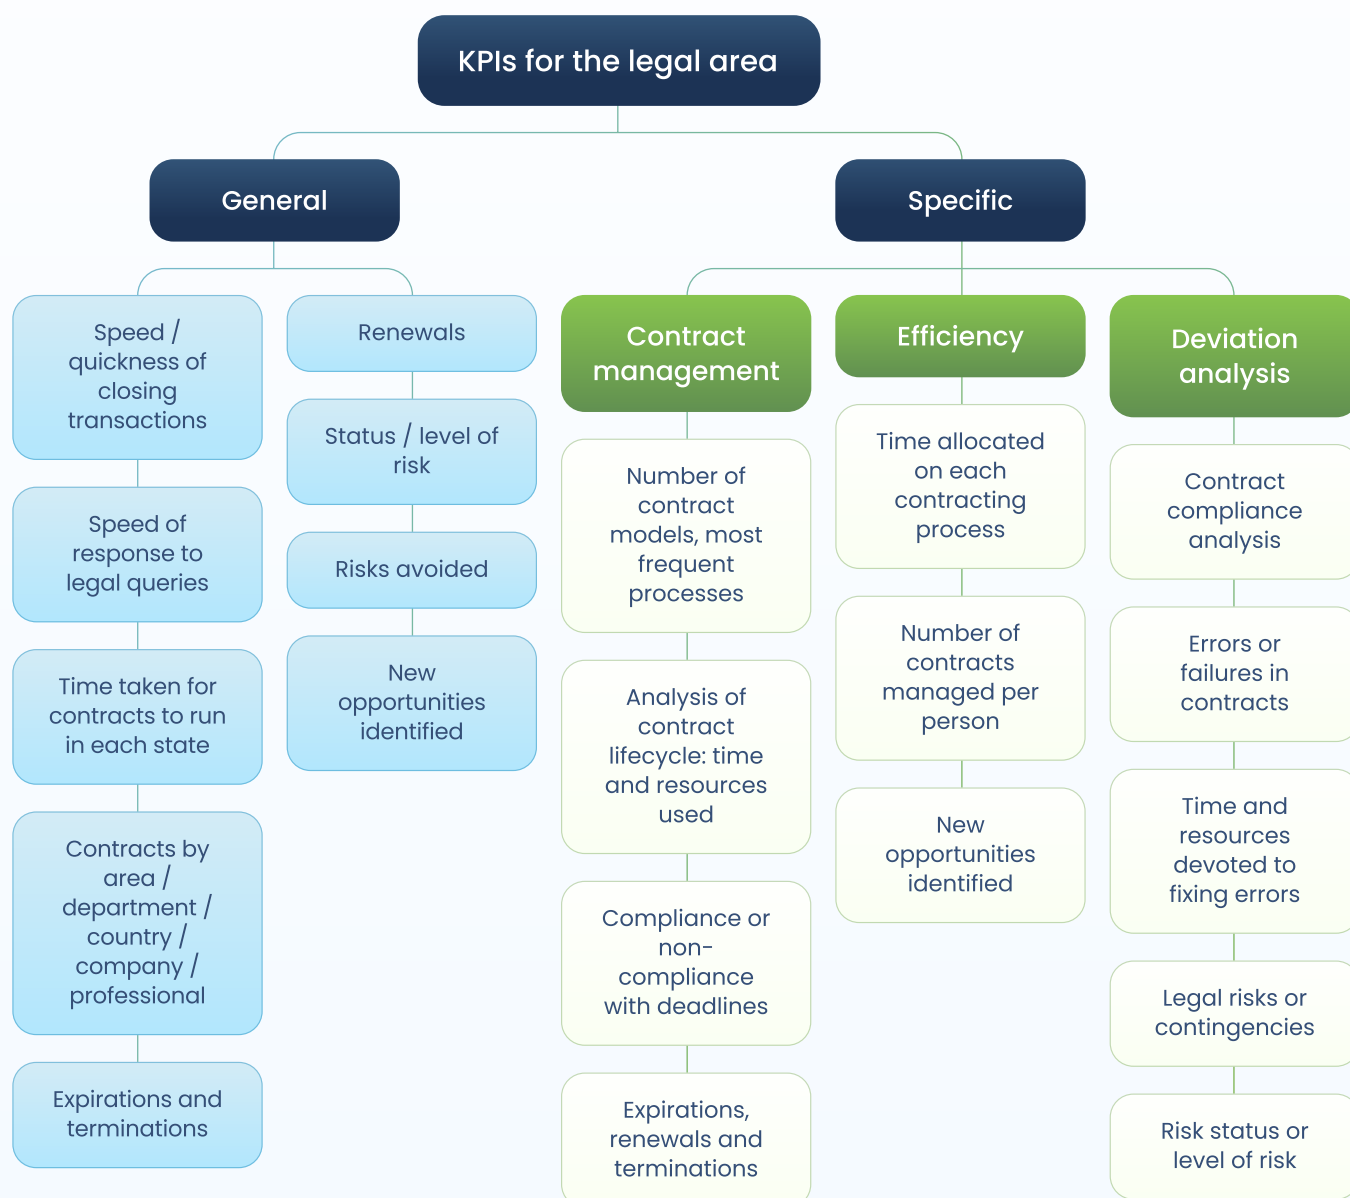 KPIs for the legal area
General
Specific
Speed /
quickness of
closing
transactions
Speed of
response to
legal queries
Time taken for
contracts to run
in each state
Contracts by
area /
department /
country /
company /
professional
Expirations and
terminations
Renewals
Status / level of
risk
Risks avoided
New
opportunities
identified
Contract
management
Number of
contract
models, most
frequent
processes
Analysis of
contract
lifecycle: time
and resources
used
Compliance or
non-
compliance
with deadlines
Expirations,
renewals and
terminations
Efficiency
Time allocated
on each
contracting
process
Number of
contracts
managed per
person
New
opportunities
identified
Deviation
analysis
Contract
compliance
analysis
Errors or
failures in
contracts
Time and
resources
devoted to
fixing errors
Legal risks or
contingencies
Risk status or
level of risk